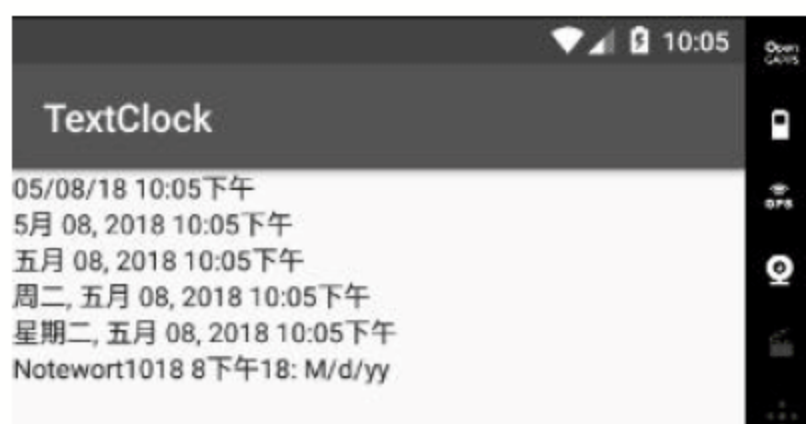 10:05
Open
GAPPS
TextClock
GPS
05/08/18 10:05下午
5月 08, 2018 10:05下午
五月 08, 2018 10:05下午
周二, 五月 08, 2018 10:05下午
星期二, 五月 08, 2018 10:05下午
Notewort1018 8下午18: M/d/yy